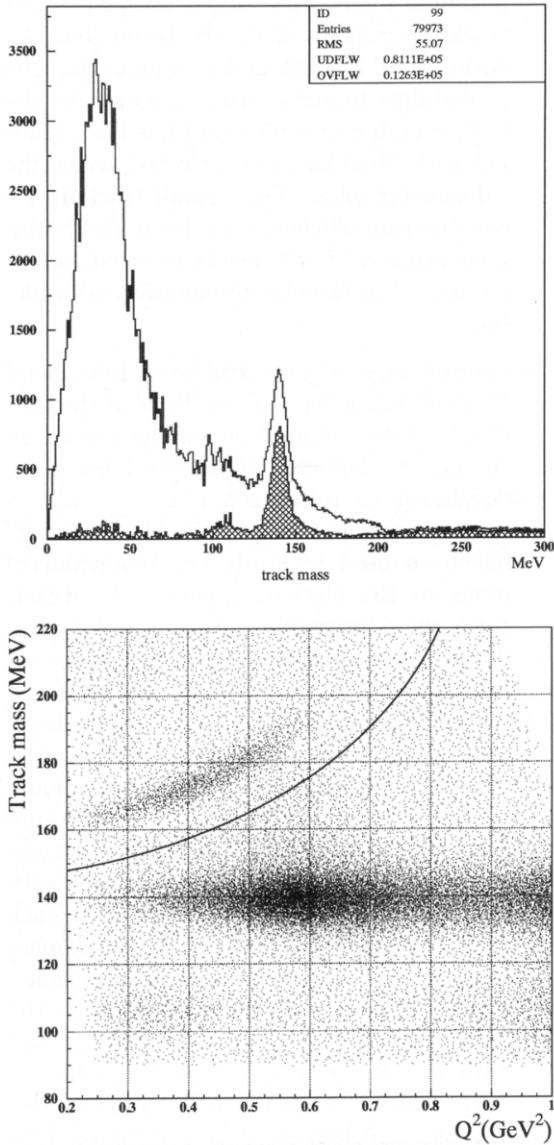 ID 99
Entries 79973
RMS 55.07
UDFLW 0.8111E+05
OVFLW 0.1263E+05
3500
3000
2500
2000
1500
1000
500
0
0 50 100 150 200 250 300
MeV
track mass
Track mass (MeV)
220
200
180
160
140
120
100
80
0.2 0.3 0.4 0.5 0.6 0.7 0.8 0.9 1
Q²(GeV²)